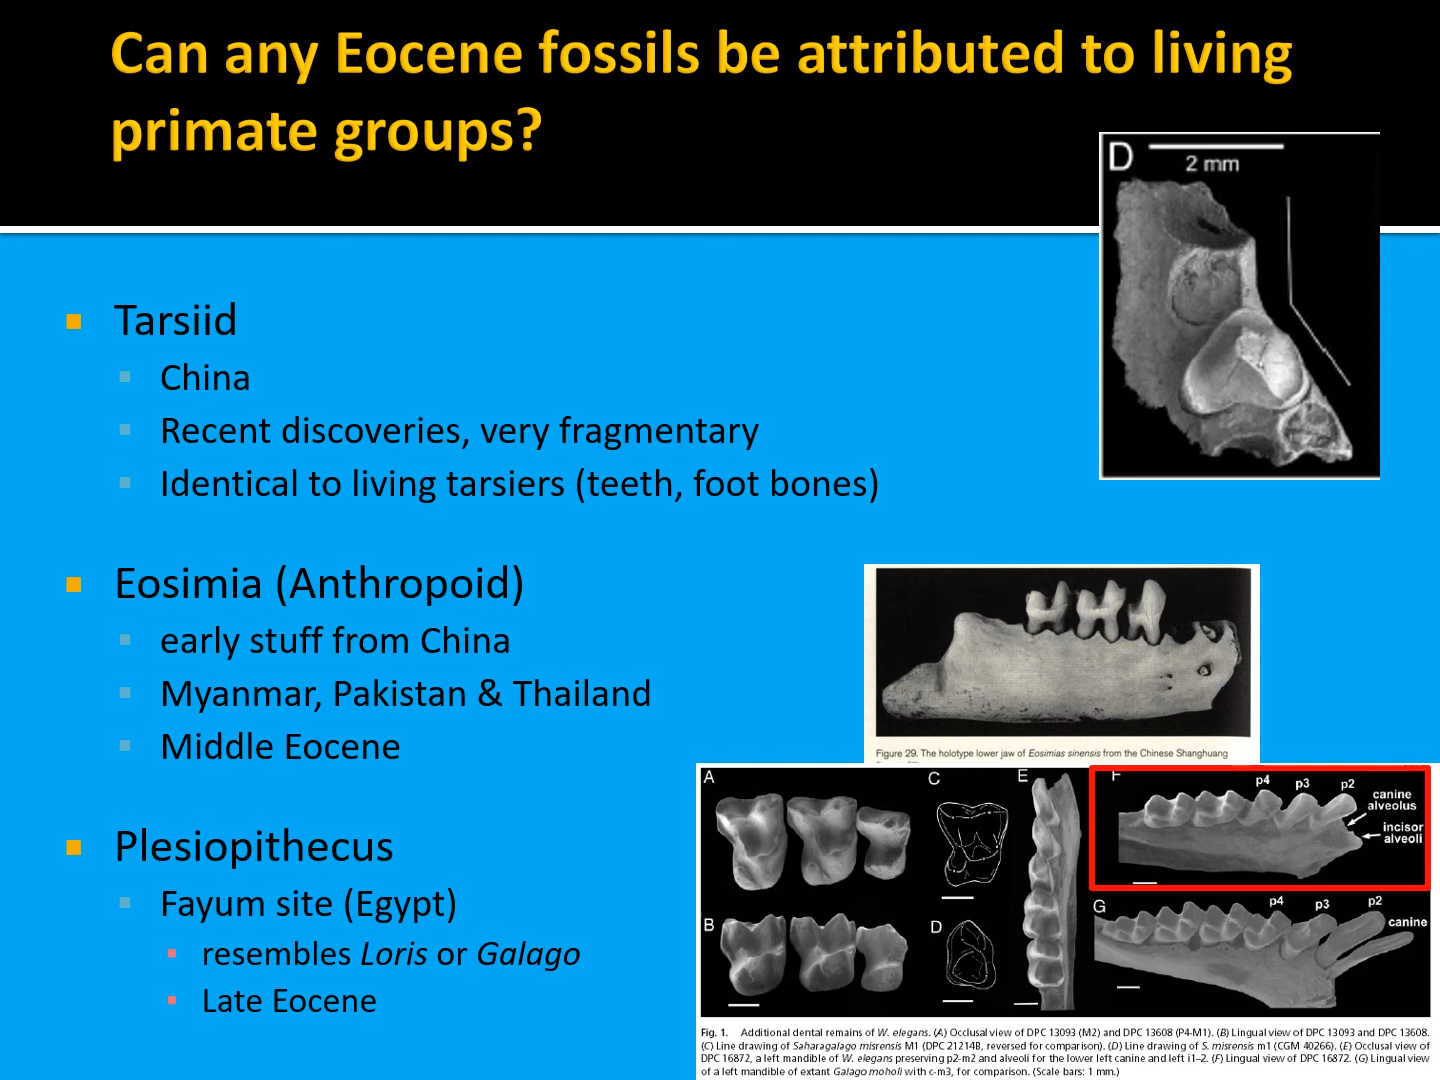 Can any Eocene fossils be attributed to living
primate groups?
D
2 mm
Tarsiid
China
Recent discoveries, very fragmentary
Identical to living tarsiers (teeth, foot bones)
Eosimia (Anthropoid)
early stuff from China
Myanmar, Pakistan & Thailand
Middle Eocene
Figure 29. The holotype lower jaw of Eosimias sinensis from the Chinese Shanghuang
Plesiopithecus
Fayum site (Egypt)
resembles Loris or Galago
Late Eocene
A
C
E
F
p4
p3
p2
canine
alveolus
incisor
alveoli
B
D
G
p4
p3
p2
canine
Fig. 1. Additional dental remains of W. elegans. (A) Occlusal view of DPC 13093 (M2) and DPC 13608 (P4-M1). (B) Lingual view of DPC 13093 and DPC 13608.
(C) Line drawing of Saharagalago misrensis M1 (DPC 21214B, reversed for comparison). (D) Line drawing of S. misrensis m1 (CGM 40266). (E) Occlusal view of
DPC 16872, a left mandible of W. elegans preserving p2-m2 and alveoli for the lower left canine and left i1–2. (F) Lingual view of DPC 16872. (G) Lingual view
of a left mandible of extant Galago moholi with c-m3, for comparison. (Scale bars: 1 mm.)